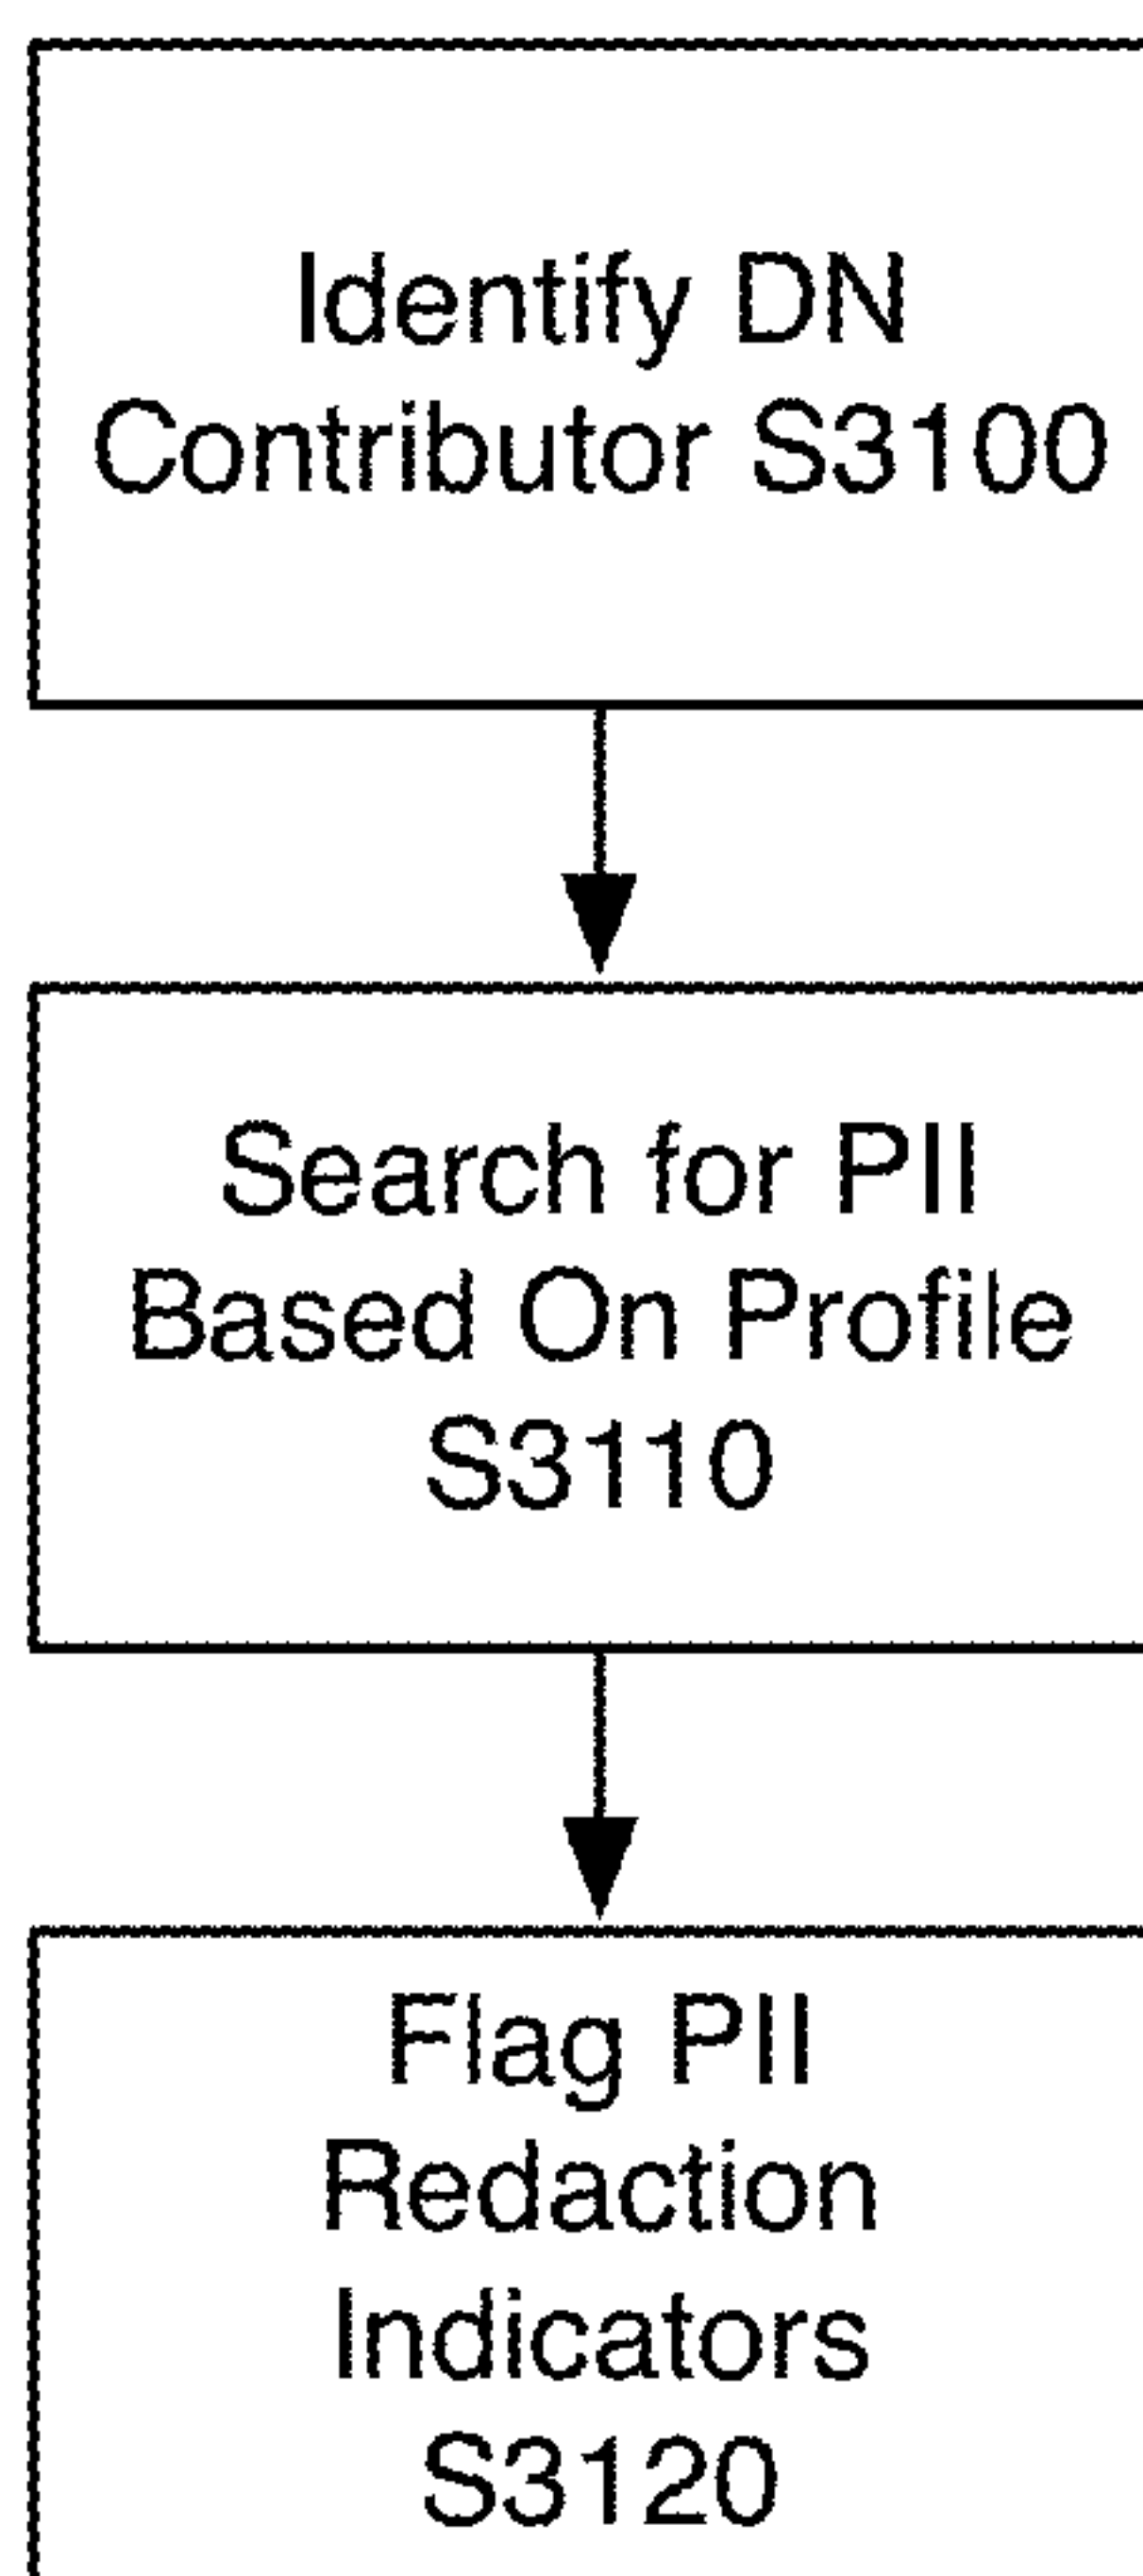 Identify DN
Contributor S3100
Search for PII
Based On Profile
S3110
Flag PII
Redaction
Indicators
S3120